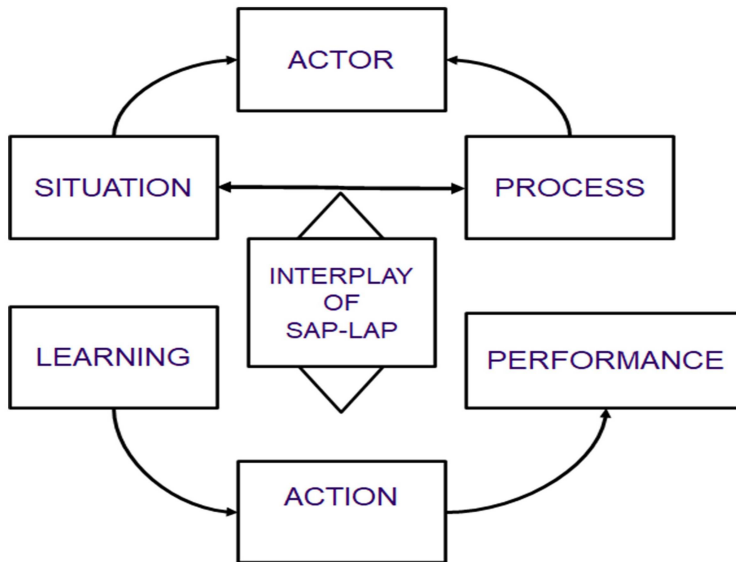 ACTOR
SITUATION
PROCESS
INTERPLAY
OF
SAP-LAP
LEARNING
PERFORMANCE
ACTION